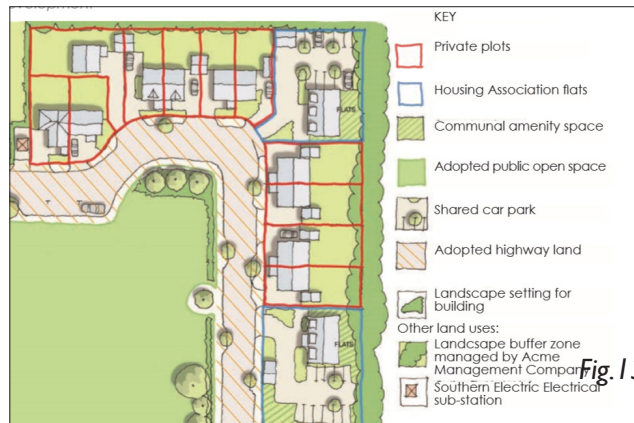 KEY
Private plots
Housing Association flats
Communal amenity space
Adopted public open space
Shared car park
Adopted highway land
Landscape setting for
building
Other land uses:
Landscape buffer zone
managed by Acme
Management Company
Southern Electric Electrical
sub-station
Fig.15
FLATS
FLATS